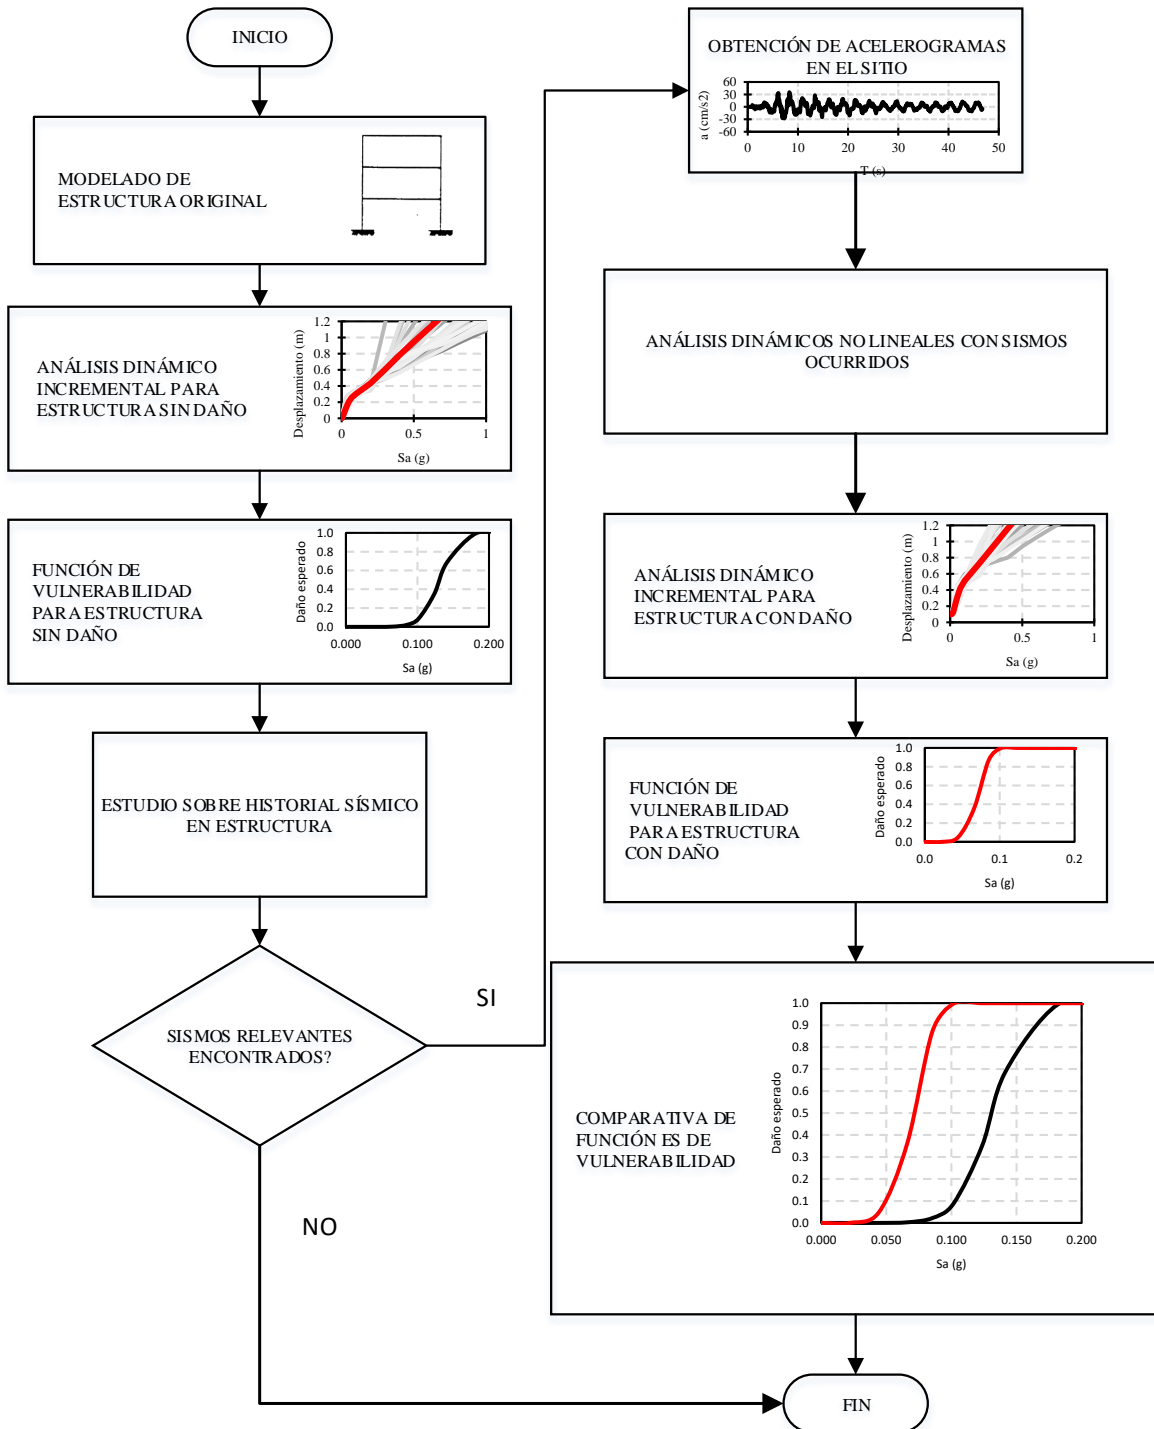 INICIO
MODELADO DE
ESTRUCTURA ORIGINAL
ANÁLISIS DINÁMICO
INCREMENTAL PARA
ESTRUCTURA SIN DAÑO
Desplazamiento (m)
1.2
1
0.8
0.6
0.4
0.2
0
0 0.5 1
Sa (g)
FUNCIÓN DE
VULNERABILIDAD
PARA ESTRUCTURA
SIN DAÑO
Daño esperado
1.0
0.8
0.6
0.4
0.2
0.0
0.000 0.100 0.200
Sa (g)
ESTUDIO SOBRE HISTORIAL SÍSMICO
EN ESTRUCTURA
SISMOS RELEVANTES
ENCONTRADOS?
SI
NO
OBTENCIÓN DE ACELEROGRAMAS
EN EL SITIO
a (cm/s2)
60
30
0
-30
-60
0 10 20 30 40 50
T (s)
ANÁLISIS DINÁMICOS NO LINEALES CON SISMOS
OCURRIDOS
ANÁLISIS DINÁMICO
INCREMENTAL PARA
ESTRUCTURA CON DAÑO
Desplazamiento (m)
1.2
1
0.8
0.6
0.4
0.2
0
0 0.5 1
Sa (g)
FUNCIÓN DE
VULNERABILIDAD
PARA ESTRUCTURA
CON DAÑO
Daño esperado
1.0
0.8
0.6
0.4
0.2
0.0
0.0 0.1 0.2
Sa (g)
COMPARATIVA DE
FUNCIÓN ES DE
VULNERABILIDAD
Daño esperado
1.0
0.9
0.8
0.7
0.6
0.5
0.4
0.3
0.2
0.1
0.0
0.000 0.050 0.100 0.150 0.200
Sa (g)
FIN